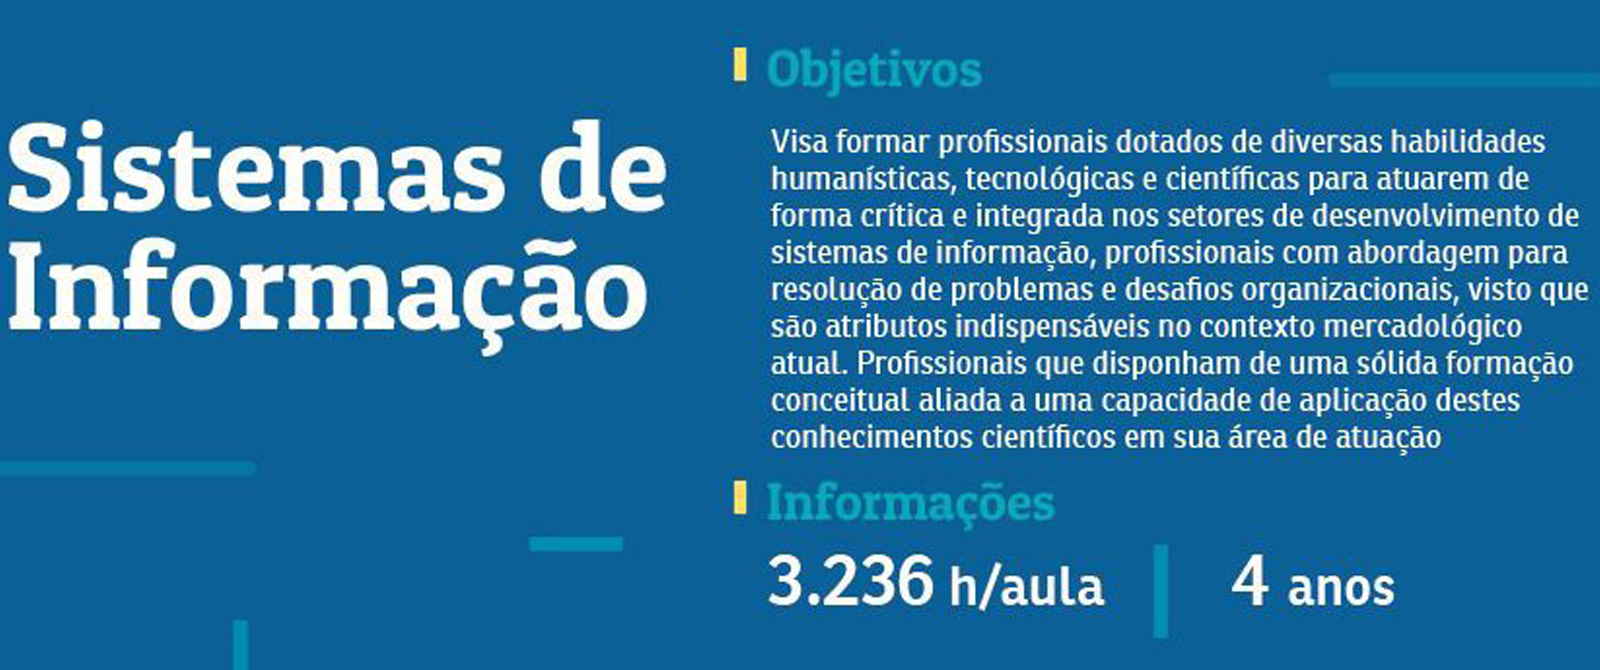 Sistemas de
Informação
Objetivos
Visa formar profissionais dotados de diversas habilidades
humanísticas, tecnológicas e científicas para atuarem de
forma crítica e integrada nos setores de desenvolvimento de
sistemas de informação, profissionais com abordagem para
resolução de problemas e desafios organizacionais, visto que
são atributos indispensáveis no contexto mercadológico
atual. Profissionais que disponham de uma sólida formação
conceitual aliada a uma capacidade de aplicação destes
conhecimentos científicos em sua área de atuação
Informações
3.236 h/aula
4 anos